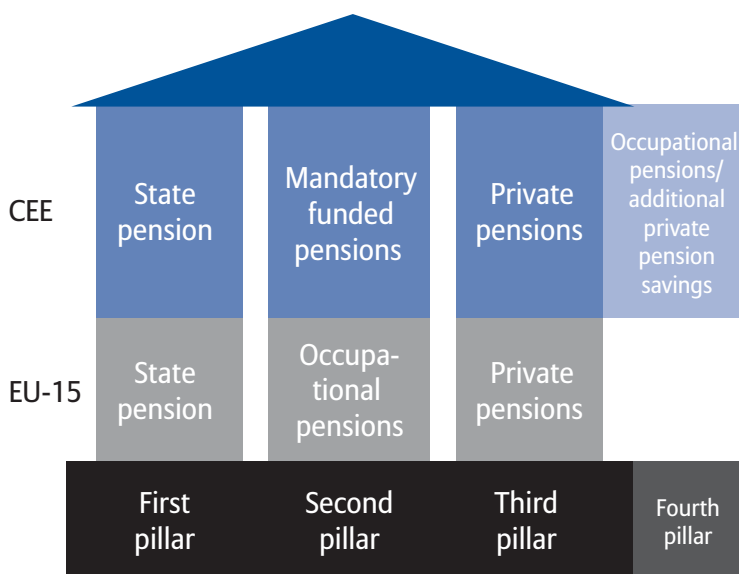 CEE
State
pension
Mandatory
funded
pensions
Private
pensions
Occupational
pensions/
additional
private
pension
savings
EU-15
State
pension
Occupa-
tional
pensions
Private
pensions
First
pillar
Second
pillar
Third
pillar
Fourth
pillar